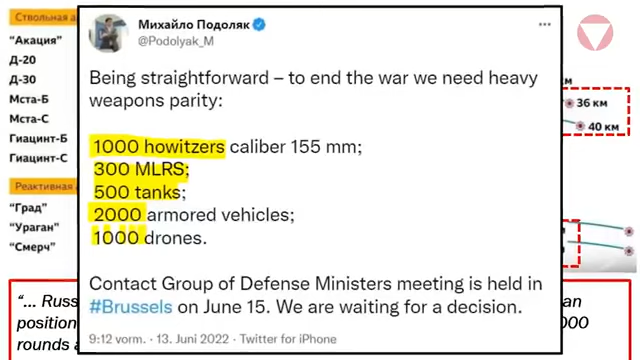 Ствольная а
"Акация"
Д-20
Д-30
Мста-Б
Мста-С
Гиацинт-Б
Гиацинт-С
Реактивная а
"Град"
"Ураган"
"Смерч"
Михайло Подоляк
@Podolyak_M
Being straightforward – to end the war we need heavy
weapons parity:
1000 howitzers caliber 155 mm;
300 MLRS;
500 tanks;
2000 armored vehicles;
1000 drones.
Contact Group of Defense Ministers meeting is held in
#Brussels on June 15. We are waiting for a decision.
9:12 vorm. · 13. Juni 2022 · Twitter for iPhone
км
36 км
40 км
"... Russ
position
rounds a
an
000